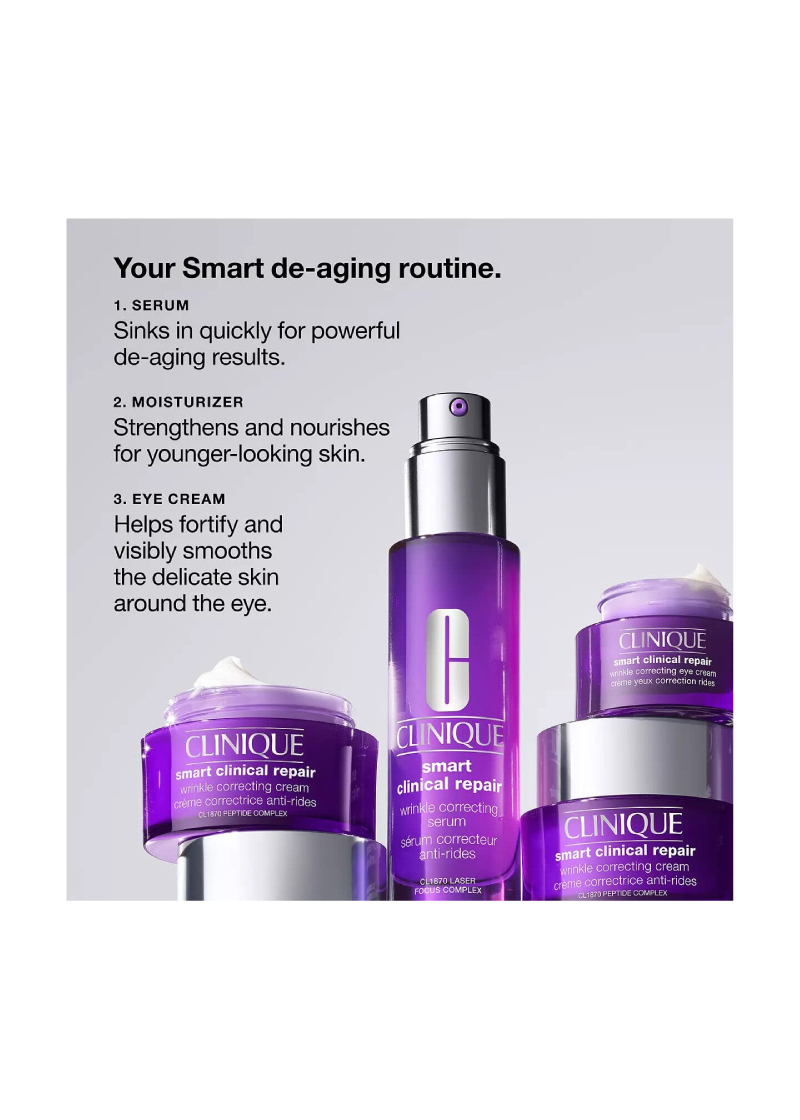 Your Smart de-aging routine.
1. SERUM
Sinks in quickly for powerful
de-aging results.
2. MOISTURIZER
Strengthens and nourishes
for younger-looking skin.
3. EYE CREAM
Helps fortify and
visibly smooths
the delicate skin
around the eye.
CLINIQUE
smart clinical repair
wrinkle correcting cream
crème correctrice anti-rides
CL1870 PEPTIDE COMPLEX
CLINIQUE
smart
clinical repair
wrinkle correcting
serum
sérum correcteur
anti-rides
CL1870 LASER
FOCUS COMPLEX
CLINIQUE
smart clinical repair
wrinkle correcting eye cream
crème yeux correction rides
CLINIQUE
smart clinical repair
wrinkle correcting cream
crème correctrice anti-rides
CL1870 PEPTIDE COMPLEX